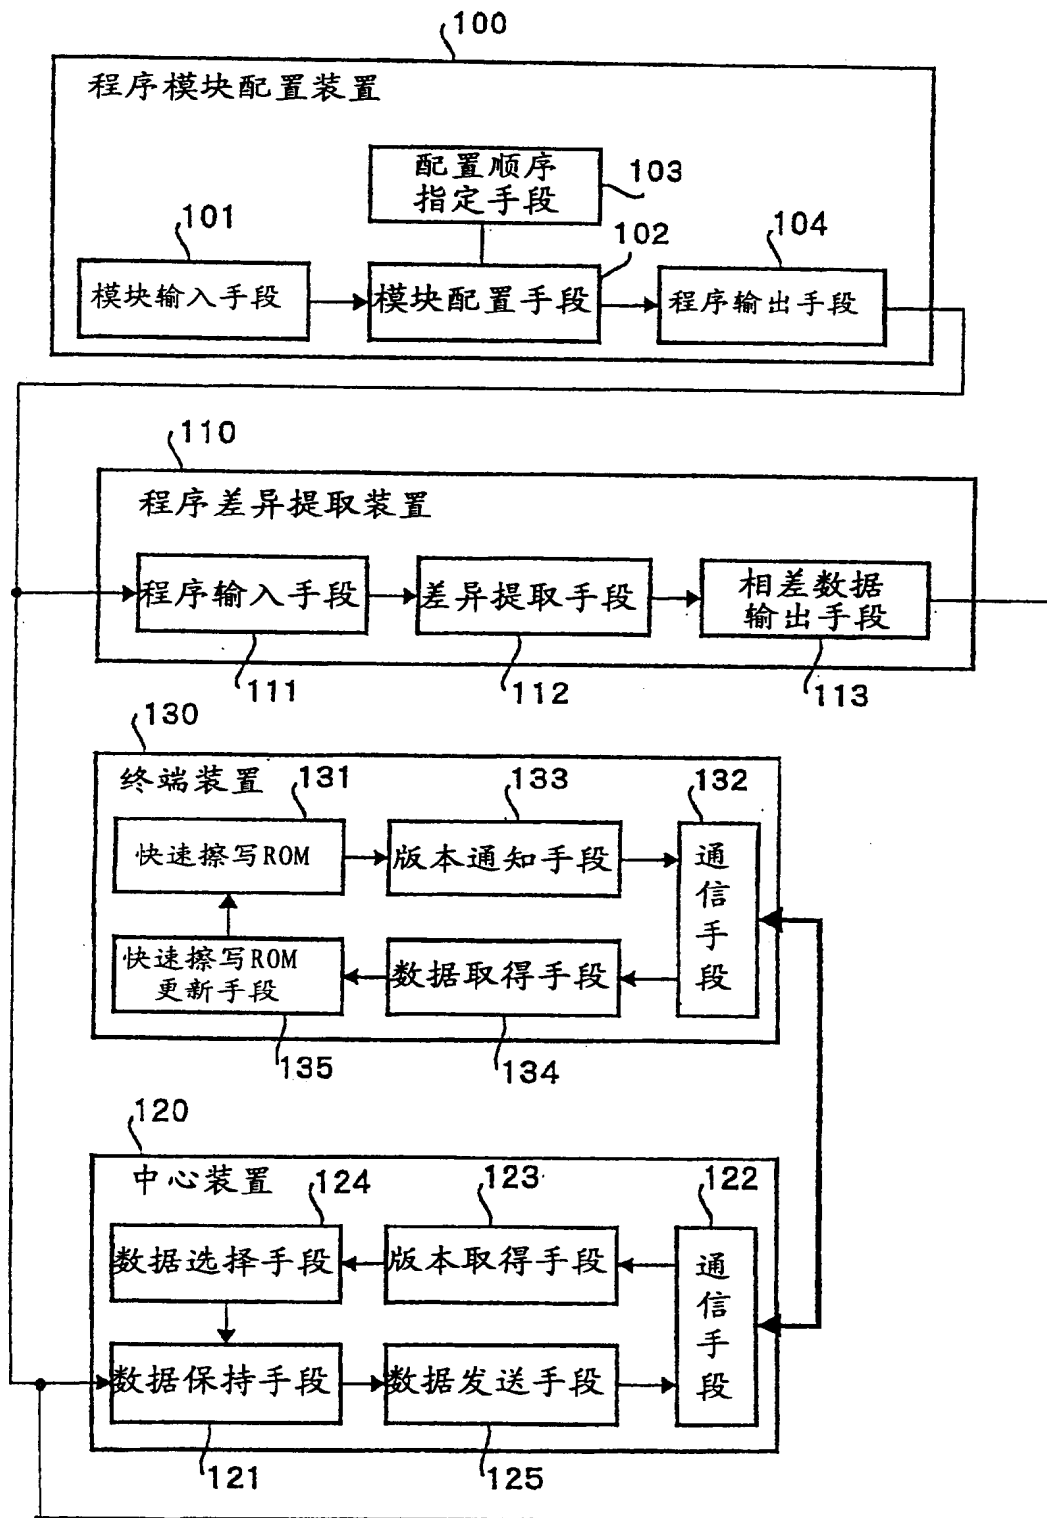 100
程序模块配置装置
配置顺序
指定手段
103
101
102
104
模块输入手段
模块配置手段
程序输出手段
110
程序差异提取装置
程序输入手段
差异提取手段
相差数据
输出手段
111
112
113
130
终端装置
131
133
132
快速擦写ROM
版本通知手段
通信手段
快速擦写ROM
更新手段
数据取得手段
135
134
120
中心装置
124
123
122
数据选择手段
版本取得手段
通信手段
数据保持手段
数据发送手段
121
125